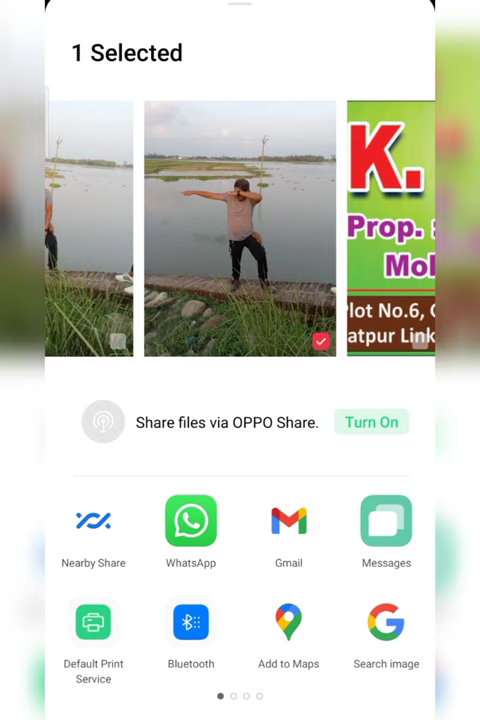 1 Selected
K.
Prop. :
Mol
lot No.6,
atpur Link
Share files via OPPO Share.
Turn On
Nearby Share
WhatsApp
Gmail
Messages
Default Print
Service
Bluetooth
Add to Maps
Search image